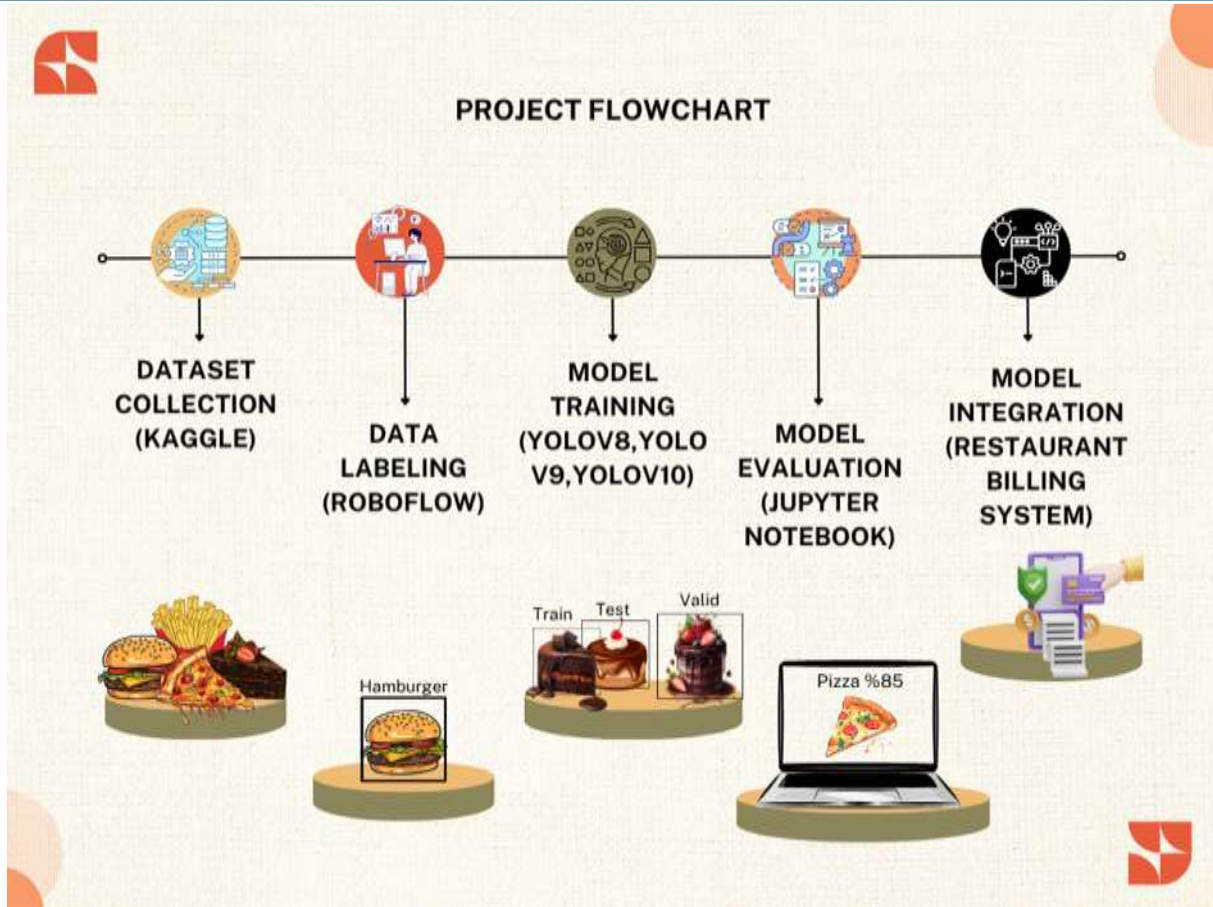 PROJECT FLOWCHART
DATASET
COLLECTION
(KAGGLE)
DATA
LABELING
(ROBOFLOW)
MODEL
TRAINING
(YOLOV8,YOLO
V9,YOLOV10)
MODEL
EVALUATION
(JUPYTER
NOTEBOOK)
MODEL
INTEGRATION
(RESTAURANT
BILLING
SYSTEM)
Hamburger
Train
Test
Valid
Pizza %85